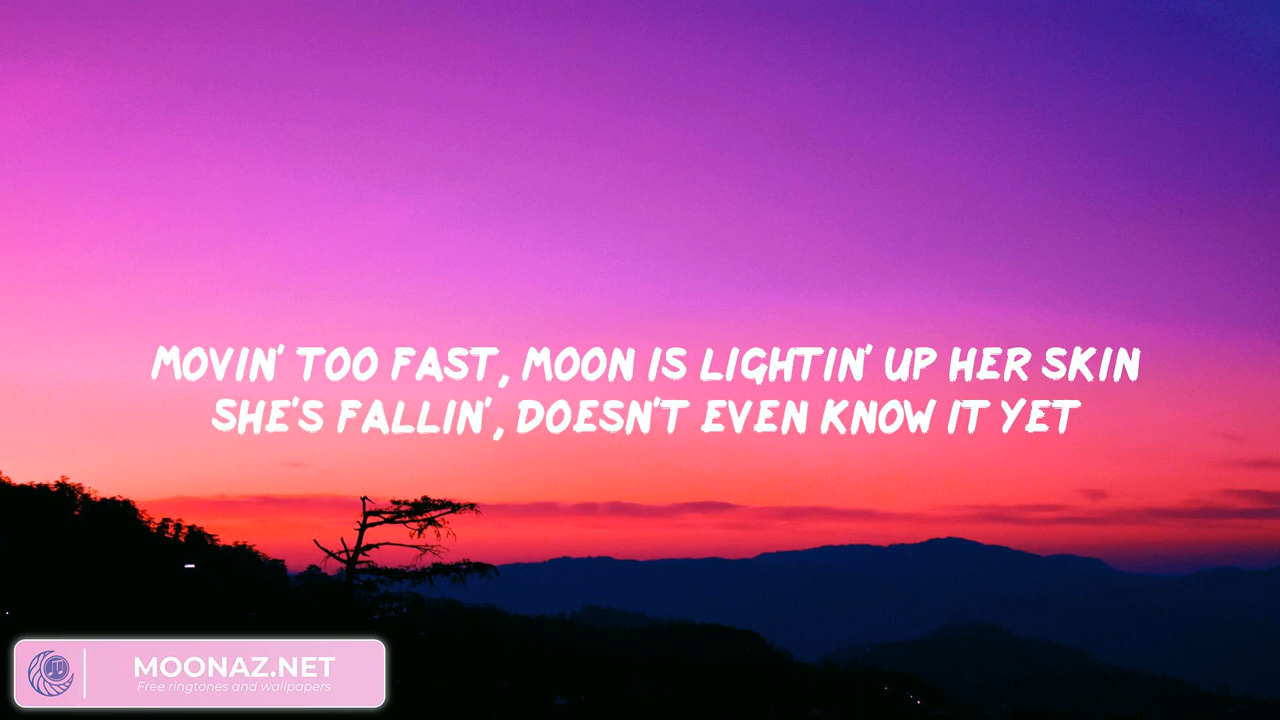 MOVIN' TOO FAST, MOON IS LIGHTIN' UP HER SKIN
SHE'S FALLIN', DOESN'T EVEN KNOW IT YET
MOONAZ.NET
Free ringtones and wallpapers